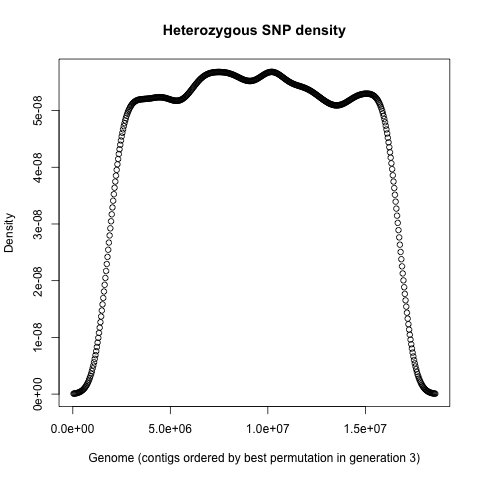 Heterozygous SNP density
Density
5e-08
4e-08
3e-08
2e-08
1e-08
0e+00
0.0e+00 5.0e+06 1.0e+07 1.5e+07
Genome (contigs ordered by best permutation in generation 3)